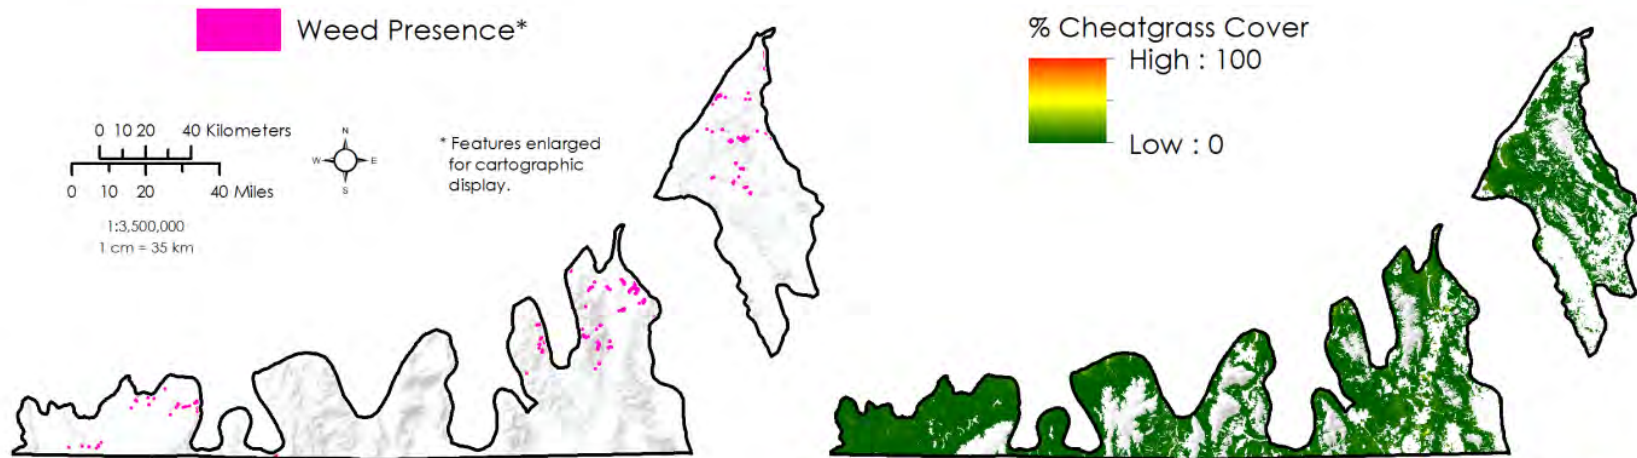 Weed Presence*
0 10 20 40 Kilometers
0 10 20 40 Miles
1:3,500,000
1 cm = 35 km
N
W E
S
* Features enlarged
for cartographic
display.
% Cheatgrass Cover
High : 100
Low : 0